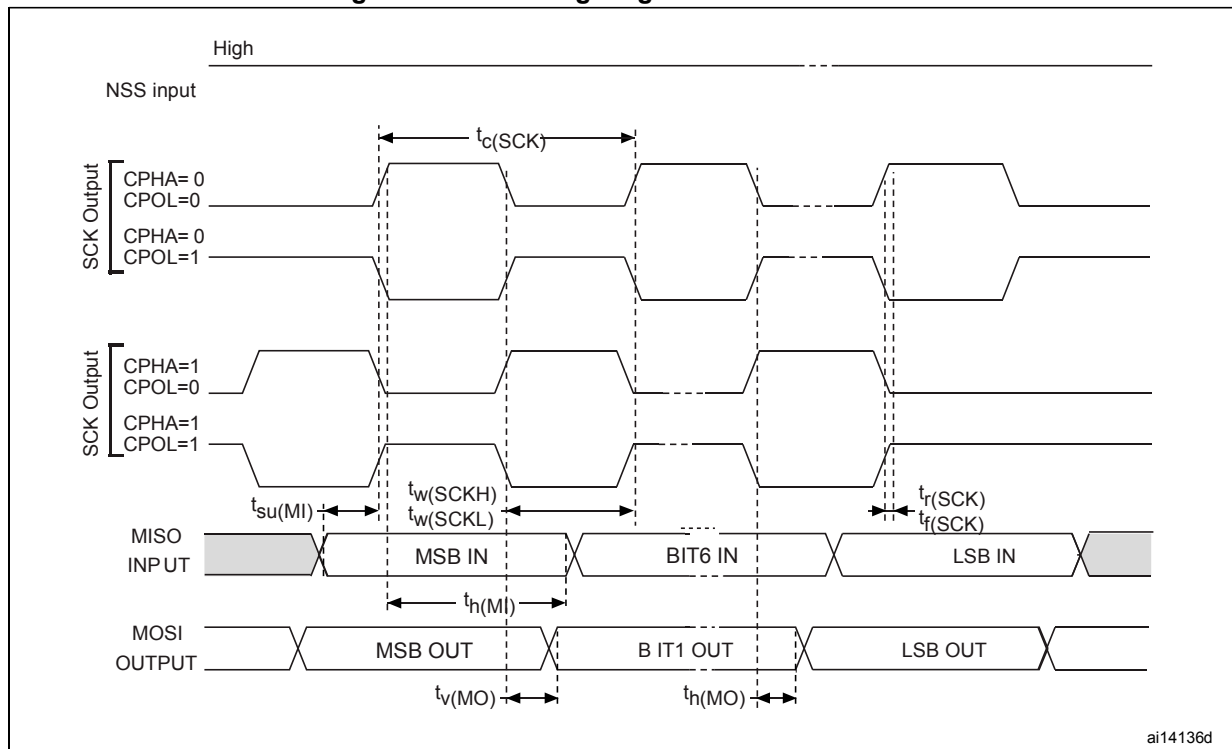 High
NSS input
tc(SCK)
SCK Output
CPHA= 0
CPOL=0
CPHA= 0
CPOL=1
SCK Output
CPHA=1
CPOL=0
CPHA=1
CPOL=1
tsu(MI)
tw(SCKH)
tw(SCKL)
tr(SCK)
tf(SCK)
MISO
INPUT
MSB IN
BIT6 IN
LSB IN
th(MI)
MOSI
OUTPUT
MSB OUT
B IT1 OUT
LSB OUT
tv(MO)
th(MO)
ai14136d